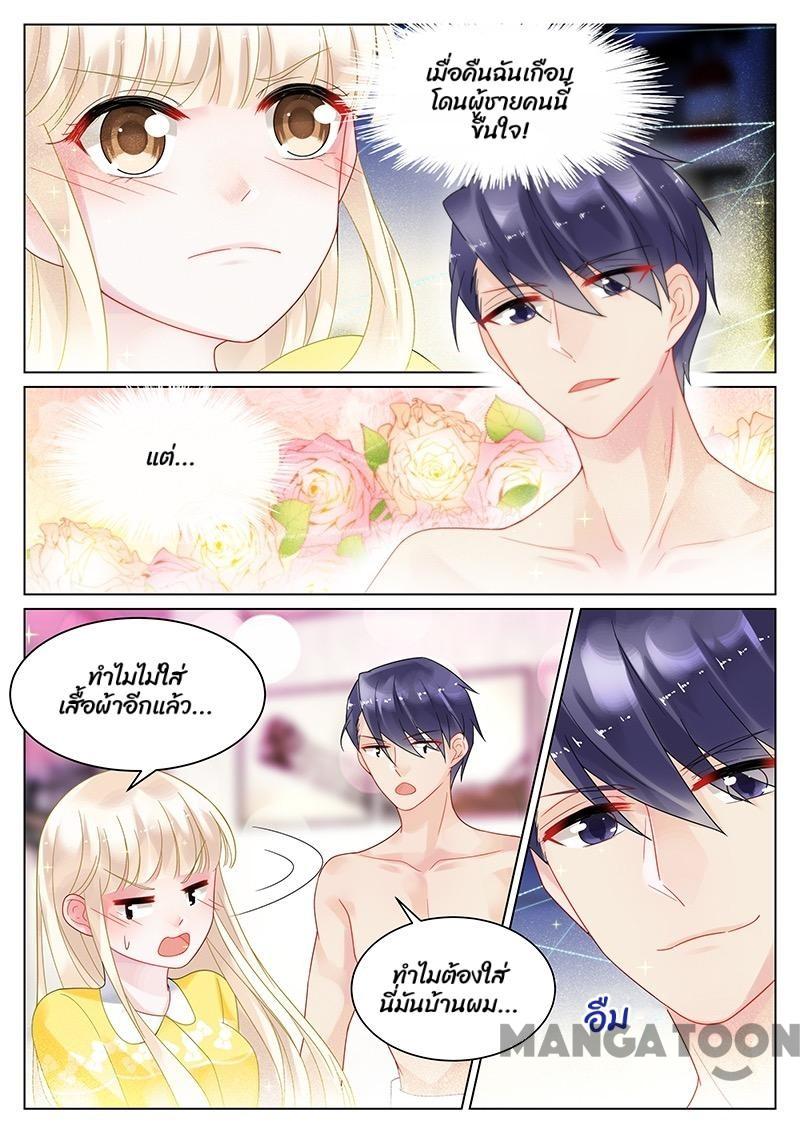 เมื่อคืนฉันเกือบ
โดนผู้ชายคนนี้
ขืนใจ!
แต่...
ทำไมไม่ใส่
เสื้อผ้าอีกแล้ว...
ทำไมต้องใส่
นี่มันบ้านผม...
อืม
MANGATOON